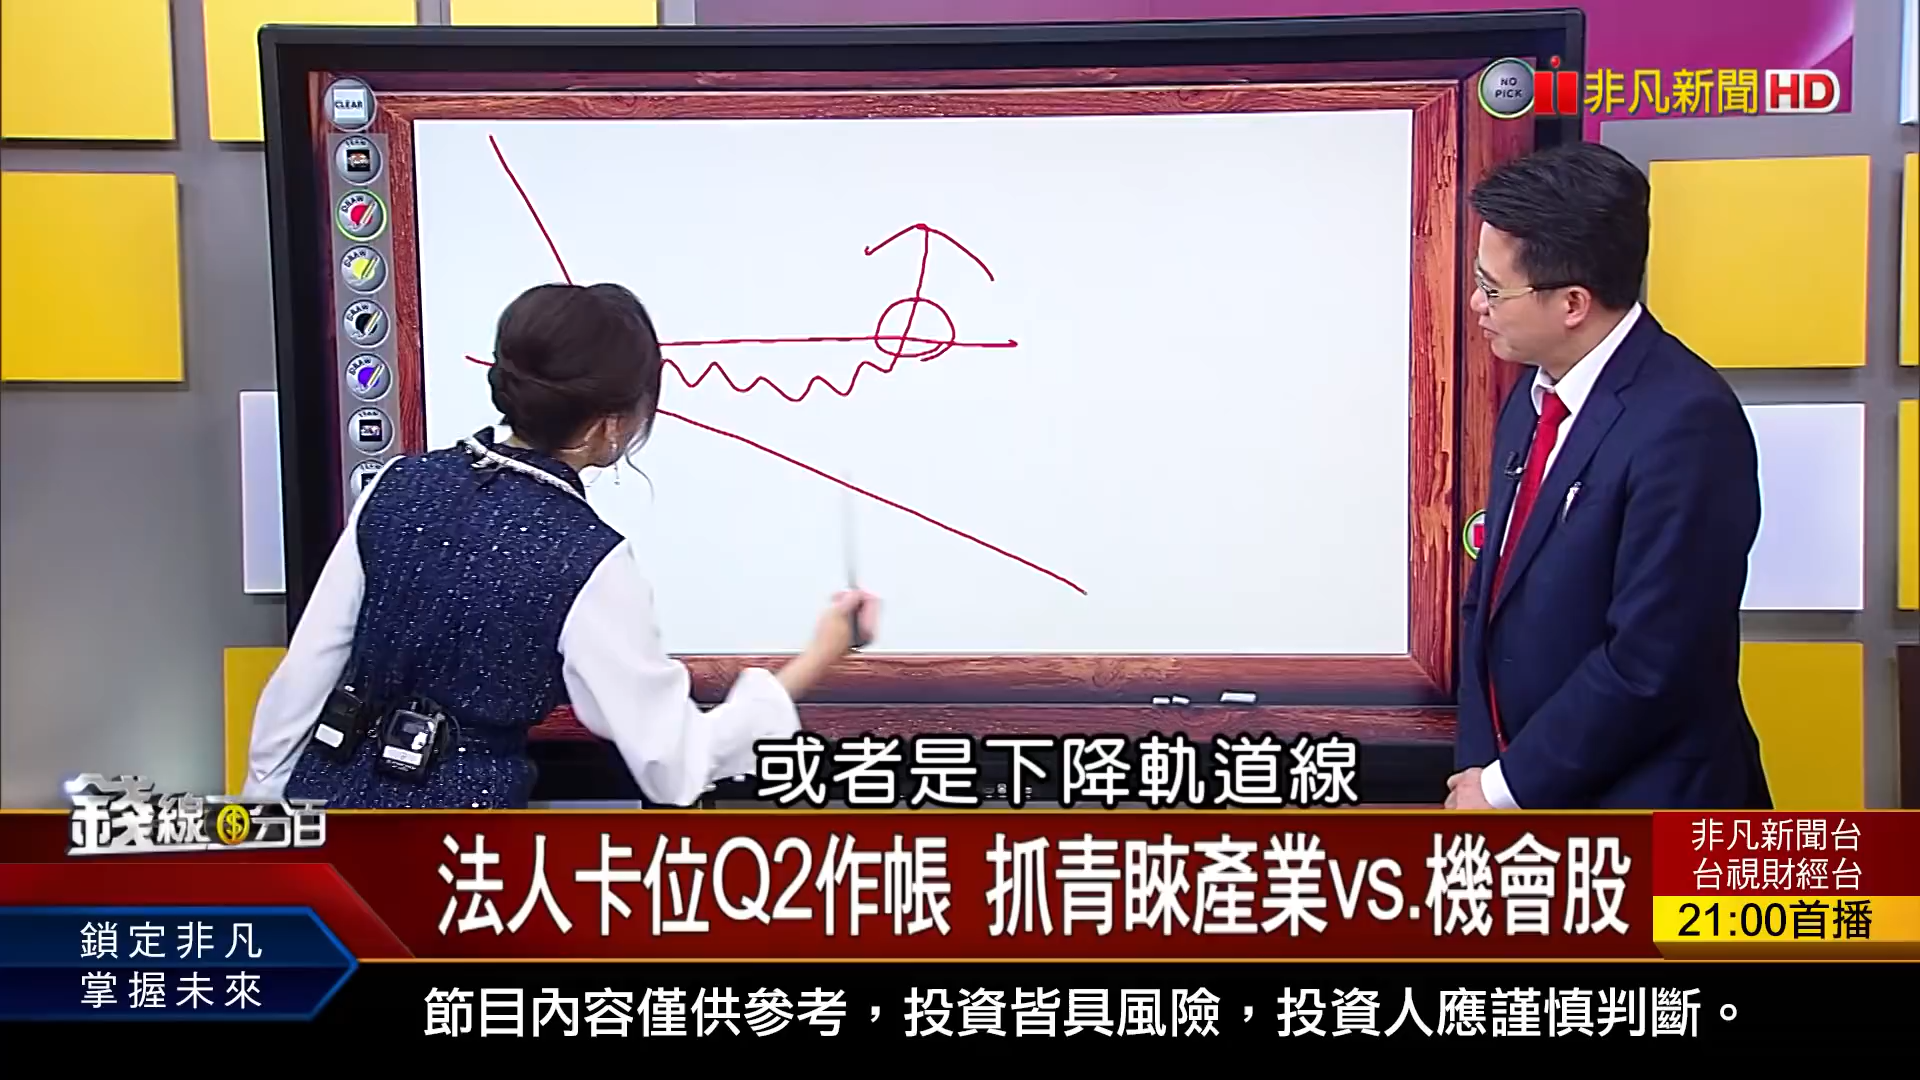 CLEAR
NO
PICK
非凡新聞HD
DRAW
DRAW
DRAW
DRAW
或者是下降軌道線
錢線百分百
法人卡位Q2作帳 抓青睞產業vs.機會股
非凡新聞台
台視財經台
21:00首播
鎖定非凡
掌握未來
節目內容僅供參考，投資皆具風險，投資人應謹慎判斷。